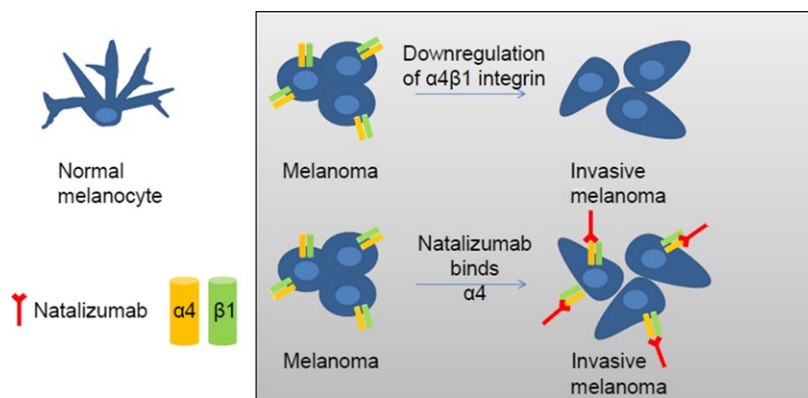 Normal
melanocyte
Natalizumab
α4
β1
Melanoma
Downregulation
of α4β1 integrin
Invasive
melanoma
Melanoma
Natalizumab
binds
α4
Invasive
melanoma